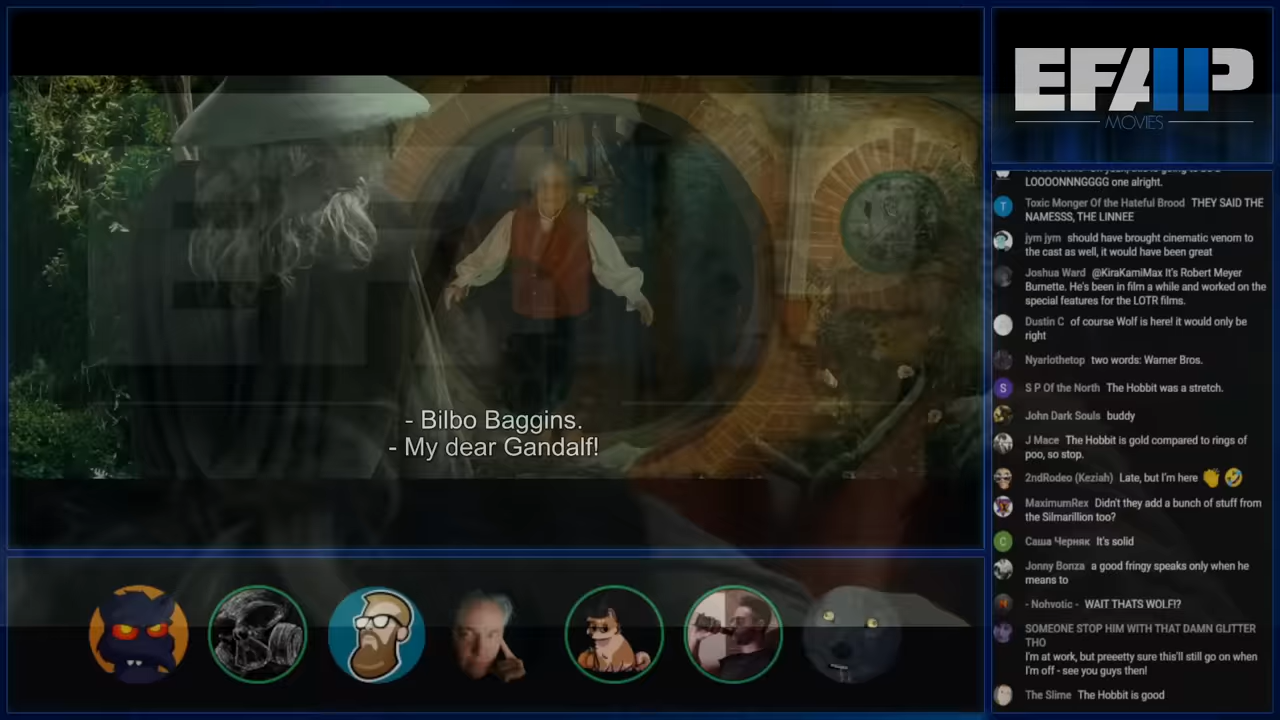 - Bilbo Baggins.
- My dear Gandalf!
EFAP
MOVIES
LOOOONNNGGGG one alright.
Toxic Monger Of the Hateful Brood THEY SAID THE
NAMESSS, THE LINNEE
jym jym should have brought cinematic venom to
the cast as well, it would have been great
Joshua Ward @KiraKamiMax It's Robert Meyer
Burnette. He's been in film a while and worked on the
special features for the LOTR films.
Dustin C of course Wolf is here! it would only be
right
Nyarlothetop two words: Warner Bros.
S P Of the North The Hobbit was a stretch.
John Dark Souls buddy
J Mace The Hobbit is gold compared to rings of
poo, so stop.
2ndRodeo (Keziah) Late, but I'm here 👏🤣
MaximumRex Didn't they add a bunch of stuff from
the Silmarillion too?
Саша Черняк It's solid
Jonny Bonza a good fringy speaks only when he
means to
- Nohvotic - WAIT THATS WOLF!?
SOMEONE STOP HIM WITH THAT DAMN GLITTER
THO
I'm at work, but preeetty sure this'll still go on when
I'm off - see you guys then!
The Slime The Hobbit is good